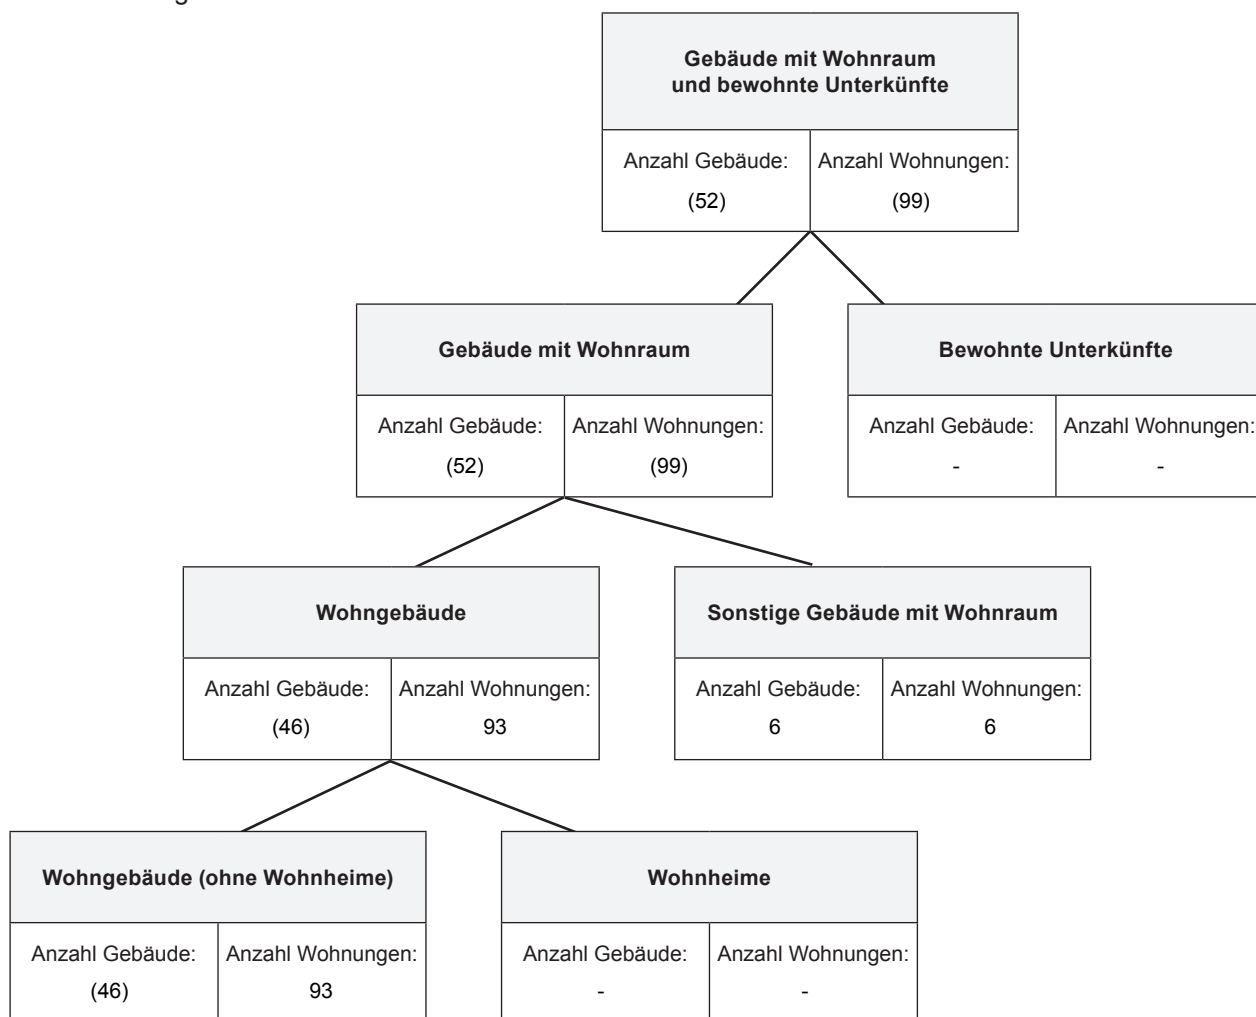 Gebäude mit Wohnraum
und bewohnte Unterkünfte
Anzahl Gebäude: Anzahl Wohnungen:
(52) (99)
Gebäude mit Wohnraum
Anzahl Gebäude: Anzahl Wohnungen:
(52) (99)
Bewohnte Unterkünfte
Anzahl Gebäude: Anzahl Wohnungen:
- -
Wohngebäude
Anzahl Gebäude: Anzahl Wohnungen:
(46) 93
Sonstige Gebäude mit Wohnraum
Anzahl Gebäude: Anzahl Wohnungen:
6 6
Wohngebäude (ohne Wohnheime)
Anzahl Gebäude: Anzahl Wohnungen:
(46) 93
Wohnheime
Anzahl Gebäude: Anzahl Wohnungen:
- -